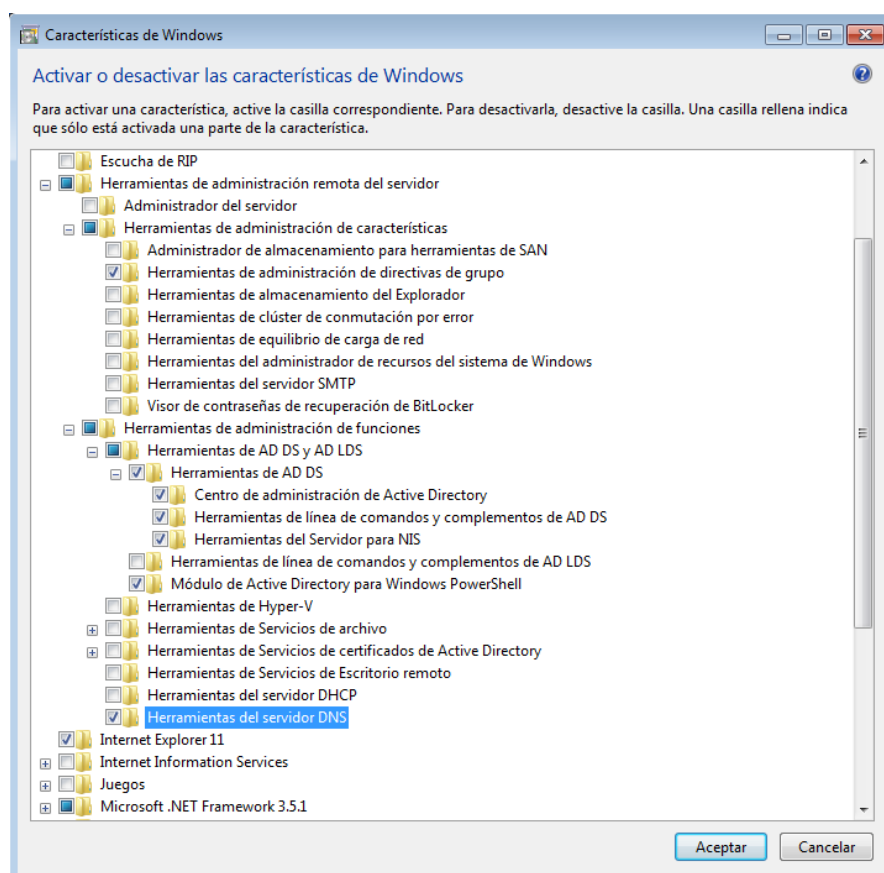 Características de Windows
Activar o desactivar las características de Windows
Para activar una característica, active la casilla correspondiente. Para desactivarla, desactive la casilla. Una casilla rellena indica
que sólo está activada una parte de la característica.
Escucha de RIP
Herramientas de administración remota del servidor
Administrador del servidor
Herramientas de administración de características
Administrador de almacenamiento para herramientas de SAN
Herramientas de administración de directivas de grupo
Herramientas de almacenamiento del Explorador
Herramientas de clúster de conmutación por error
Herramientas de equilibrio de carga de red
Herramientas del administrador de recursos del sistema de Windows
Herramientas del servidor SMTP
Visor de contraseñas de recuperación de BitLocker
Herramientas de administración de funciones
Herramientas de AD DS y AD LDS
Herramientas de AD DS
Centro de administración de Active Directory
Herramientas de línea de comandos y complementos de AD DS
Herramientas del Servidor para NIS
Herramientas de línea de comandos y complementos de AD LDS
Módulo de Active Directory para Windows PowerShell
Herramientas de Hyper-V
Herramientas de Servicios de archivo
Herramientas de Servicios de certificados de Active Directory
Herramientas de Servicios de Escritorio remoto
Herramientas del servidor DHCP
Herramientas del servidor DNS
Internet Explorer 11
Internet Information Services
Juegos
Microsoft .NET Framework 3.5.1
Aceptar Cancelar